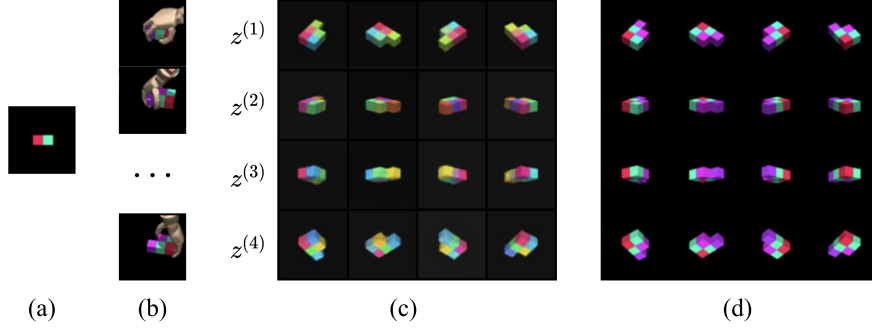 z(1)
z(2)
. . .
z(3)
z(4)
(a) (b) (c) (d)